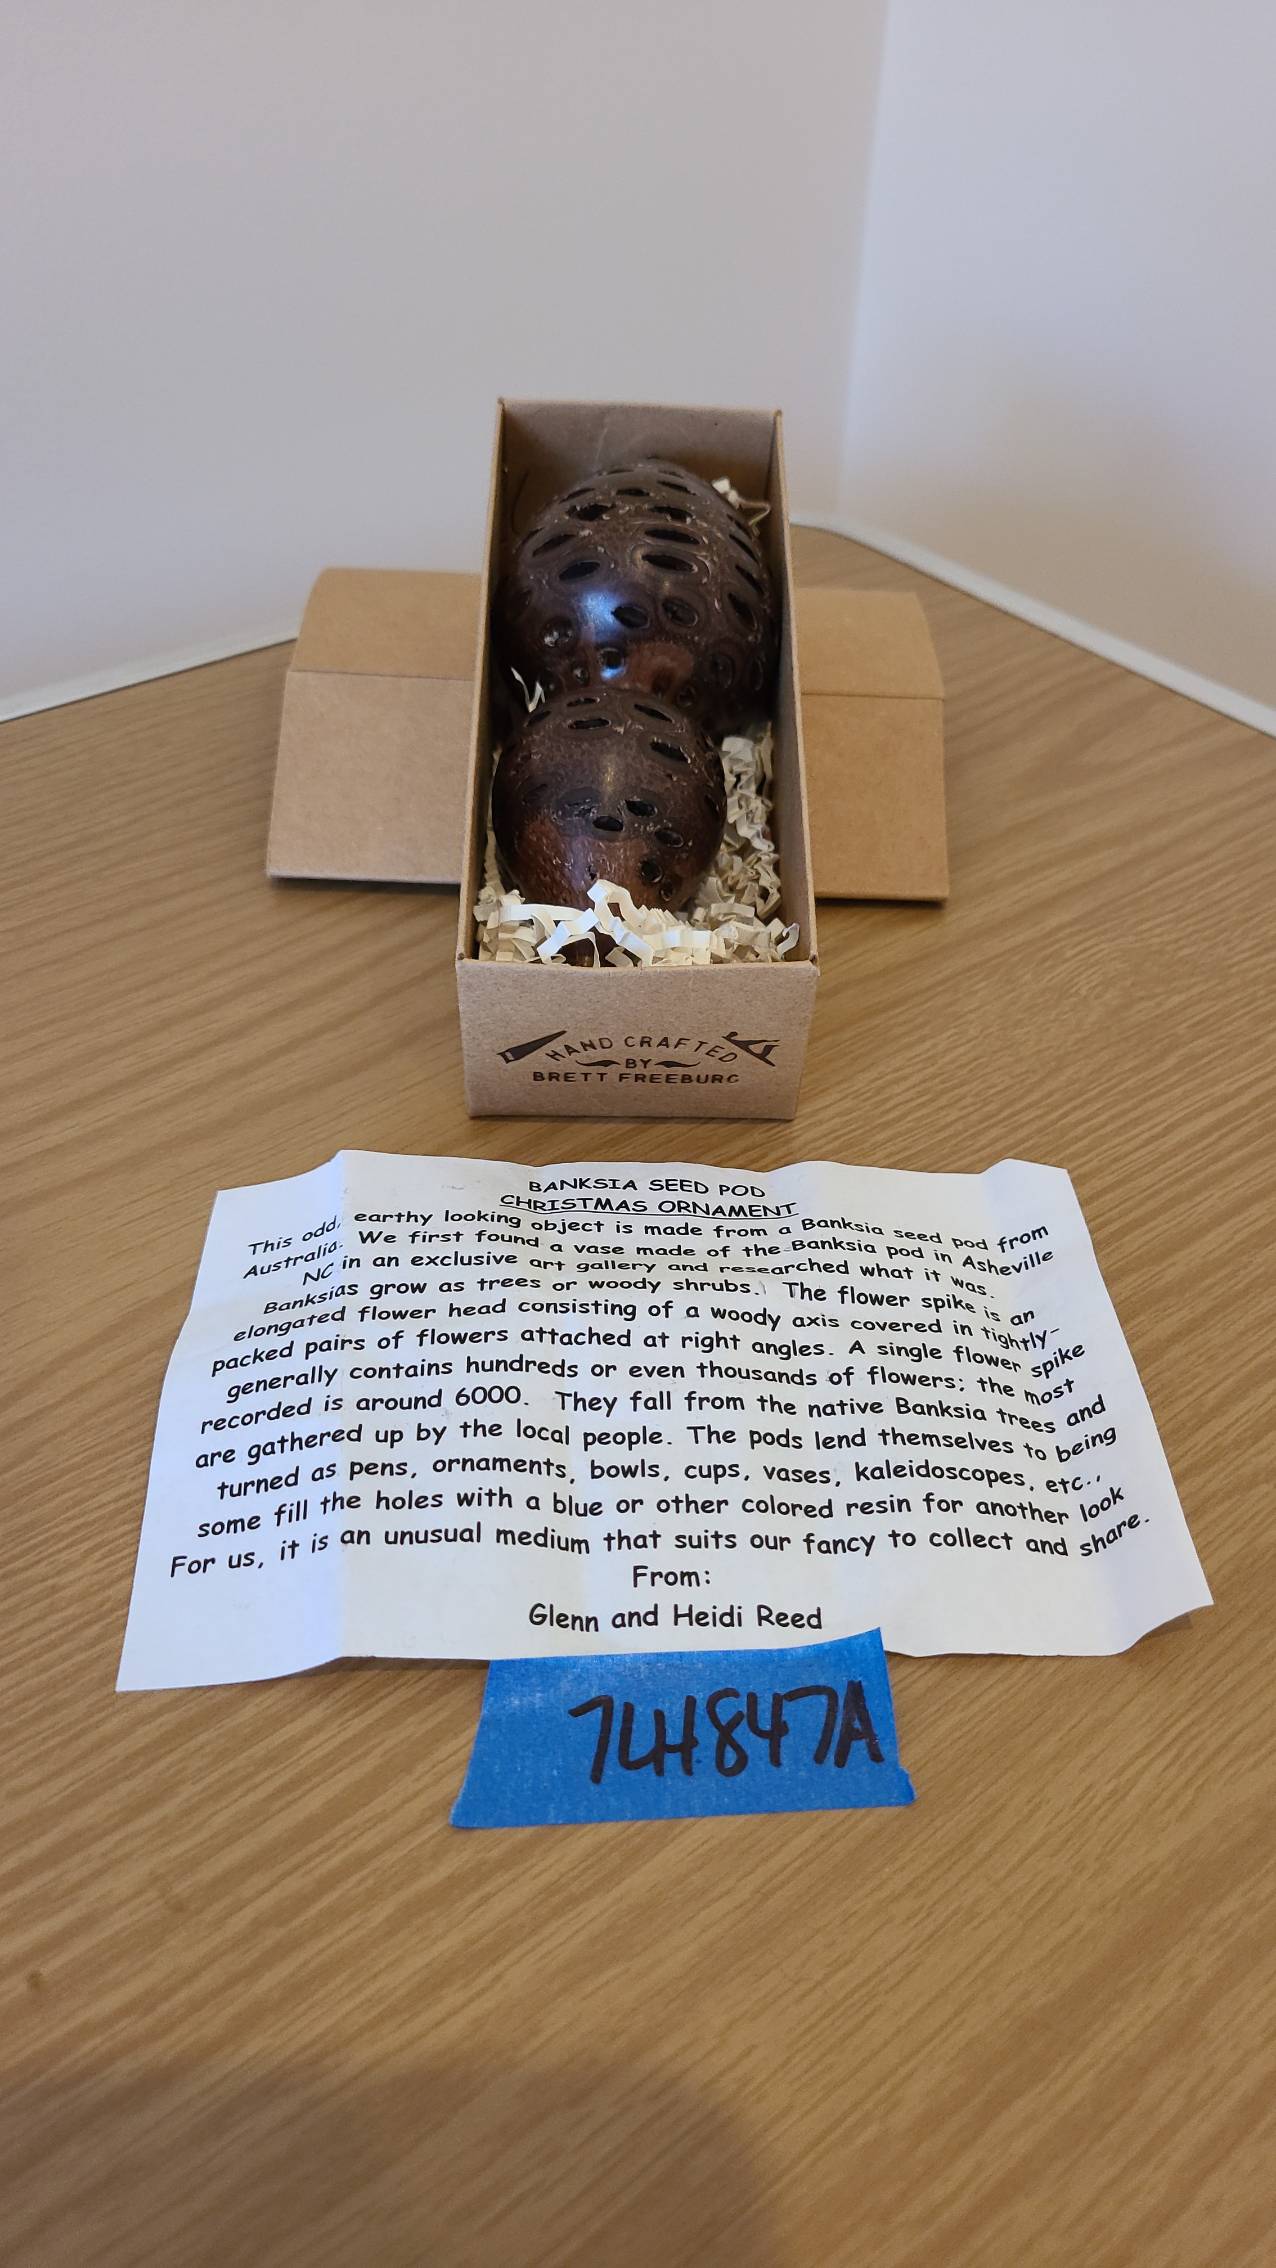 HAND CRAFTED
BY
BRETT FREEBURG
BANKSIA SEED POD
CHRISTMAS ORNAMENT
This odd, earthy looking object is made from a Banksia seed pod from
Australia. We first found a vase made of the Banksia pod in Asheville
NC in an exclusive art gallery and researched what it was.
Banksias grow as trees or woody shrubs. The flower spike is an
elongated flower head consisting of a woody axis covered in tightly-
packed pairs of flowers attached at right angles. A single flower spike
generally contains hundreds or even thousands of flowers; the most
recorded is around 6000. They fall from the native Banksia trees and
are gathered up by the local people. The pods lend themselves to being
turned as pens, ornaments, bowls, cups, vases, kaleidoscopes, etc..,
some fill the holes with a blue or other colored resin for another look
For us, it is an unusual medium that suits our fancy to collect and share.
From:
Glenn and Heidi Reed
7LH847A